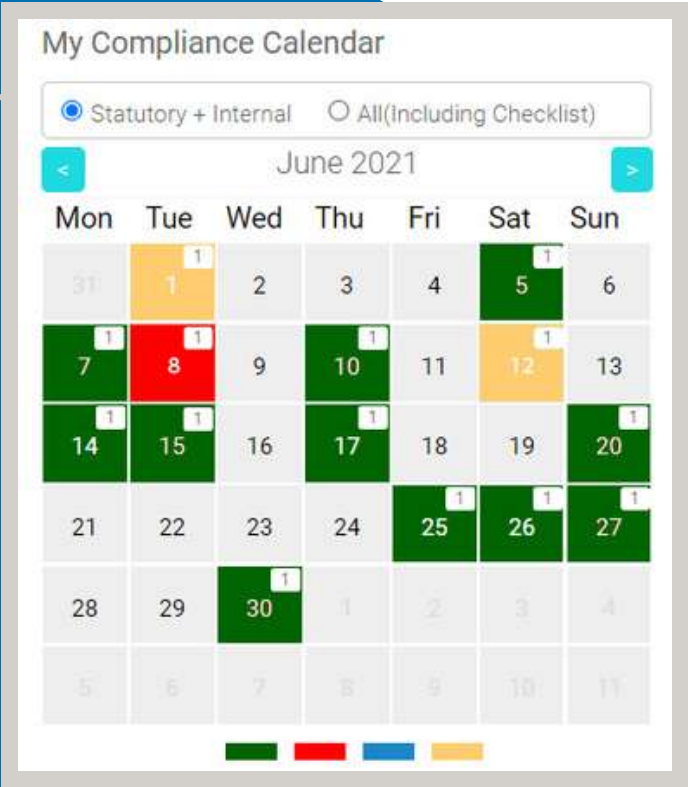 My Compliance Calendar
Statutory + Internal All(Including Checklist)
< June 2021 >
Mon Tue Wed Thu Fri Sat Sun
1 1
31 1 2 3 4 5 6
1 1 1 1
7 8 9 10 11 12 13
1 1 1 1
14 15 16 17 18 19 20
1 1 1
21 22 23 24 25 26 27
1
28 29 30 1 2 3 4
5 6 7 8 9 10 11